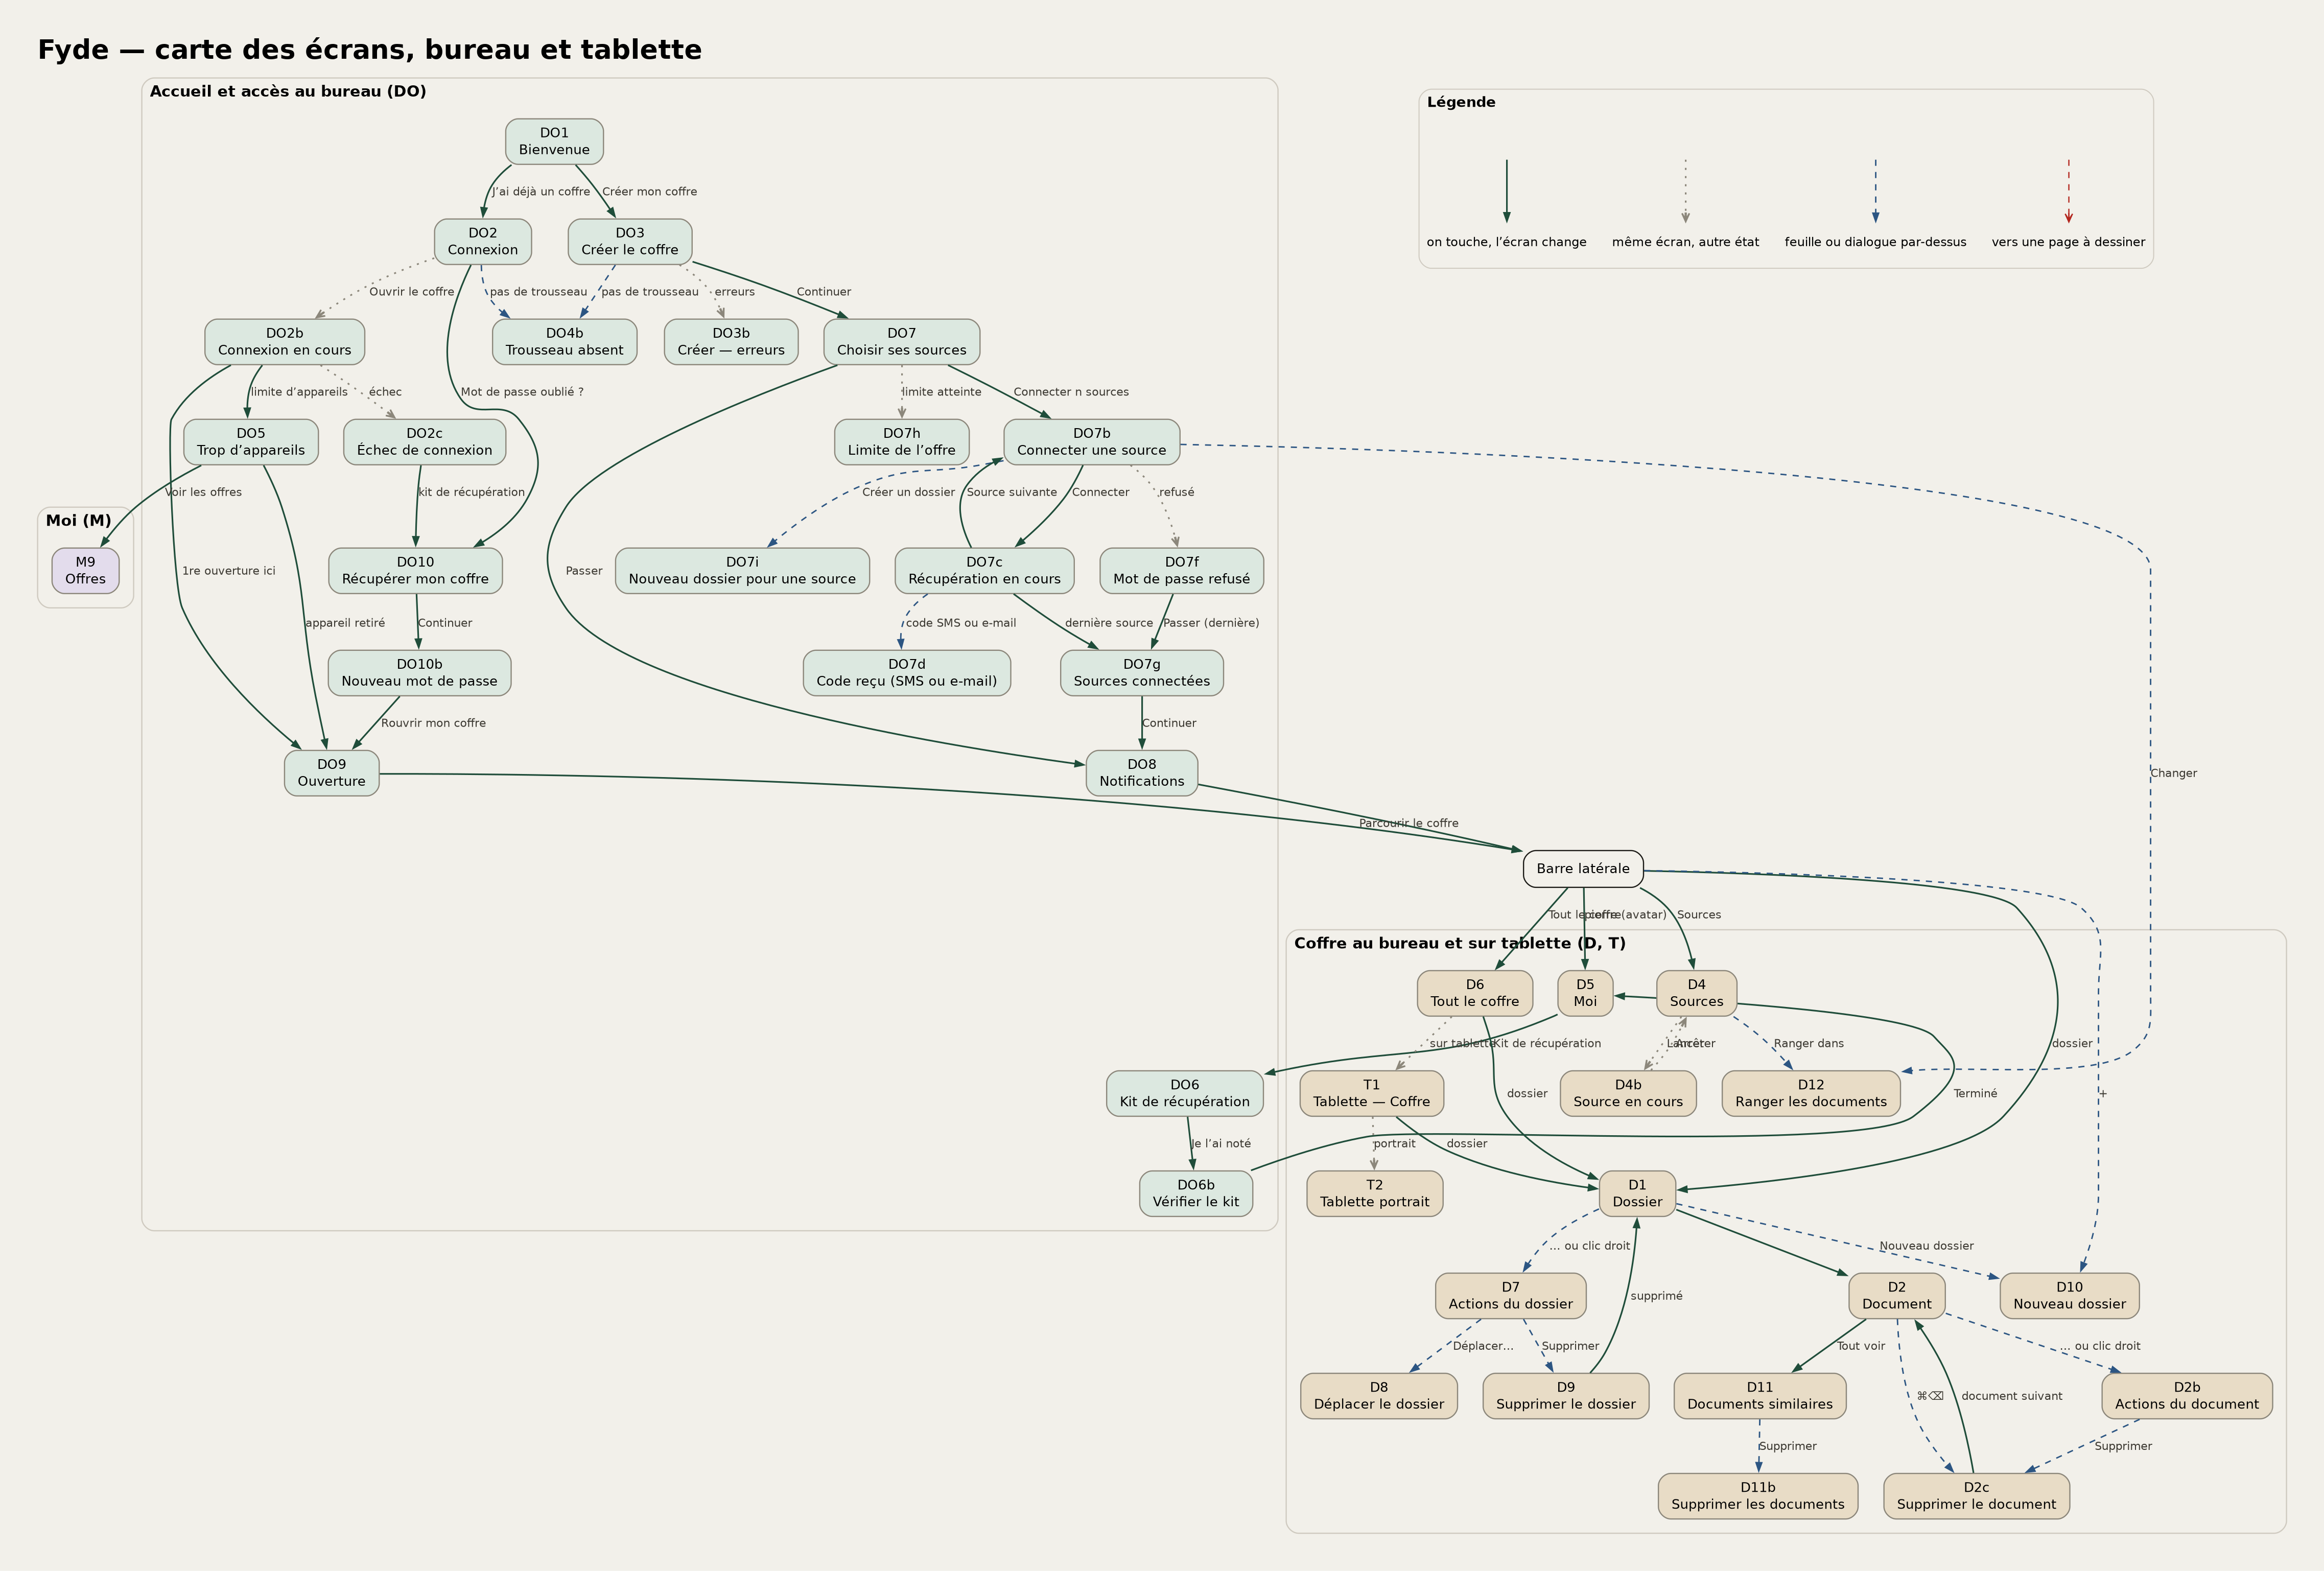 Fyde — carte des écrans, bureau et tablette
Accueil et accès au bureau (DO)
Légende
DO1
Bienvenue
on touche, l’écran change
même écran, autre état
feuille ou dialogue par-dessus
vers une page à dessiner
J’ai déjà un coffre
Créer mon coffre
DO2
Connexion
DO3
Créer le coffre
Ouvrir le coffre
pas de trousseau
pas de trousseau
erreurs
Continuer
DO2b
Connexion en cours
DO4b
Trousseau absent
DO3b
Créer — erreurs
DO7
Choisir ses sources
limite d’appareils
échec
Mot de passe oublié ?
limite atteinte
Connecter n sources
DO5
Trop d’appareils
DO2c
Échec de connexion
DO7h
Limite de l’offre
DO7b
Connecter une source
Voir les offres
kit de récupération
Créer un dossier
Source suivante
Connecter
refusé
Moi (M)
M9
Offres
1re ouverture ici
DO10
Récupérer mon coffre
Passer
DO7i
Nouveau dossier pour une source
DO7c
Récupération en cours
DO7f
Mot de passe refusé
appareil retiré
Continuer
code SMS ou e-mail
dernière source
Passer (dernière)
DO10b
Nouveau mot de passe
DO7d
Code reçu (SMS ou e-mail)
DO7g
Sources connectées
Rouvrir mon coffre
Continuer
DO9
Ouverture
DO8
Notifications
Changer
Parcourir le coffre
Barre latérale
Tout le coffre
(avatar)
Sources
Coffre au bureau et sur tablette (D, T)
D6
Tout le coffre
D5
Moi
D4
Sources
sur tablette
Kit de récupération
Lancer
Arrêter
Ranger dans
dossier
DO6
Kit de récupération
T1
Tablette — Coffre
dossier
D4b
Source en cours
D12
Ranger les documents
Terminé
+
Je l’ai noté
portrait
dossier
DO6b
Vérifier le kit
T2
Tablette portrait
D1
Dossier
… ou clic droit
Nouveau dossier
D7
Actions du dossier
supprimé
D2
Document
D10
Nouveau dossier
Déplacer…
Supprimer
Tout voir
… ou clic droit
D8
Déplacer le dossier
D9
Supprimer le dossier
D11
Documents similaires
⌘⌫
document suivant
D2b
Actions du document
Supprimer
Supprimer
D11b
Supprimer les documents
D2c
Supprimer le document